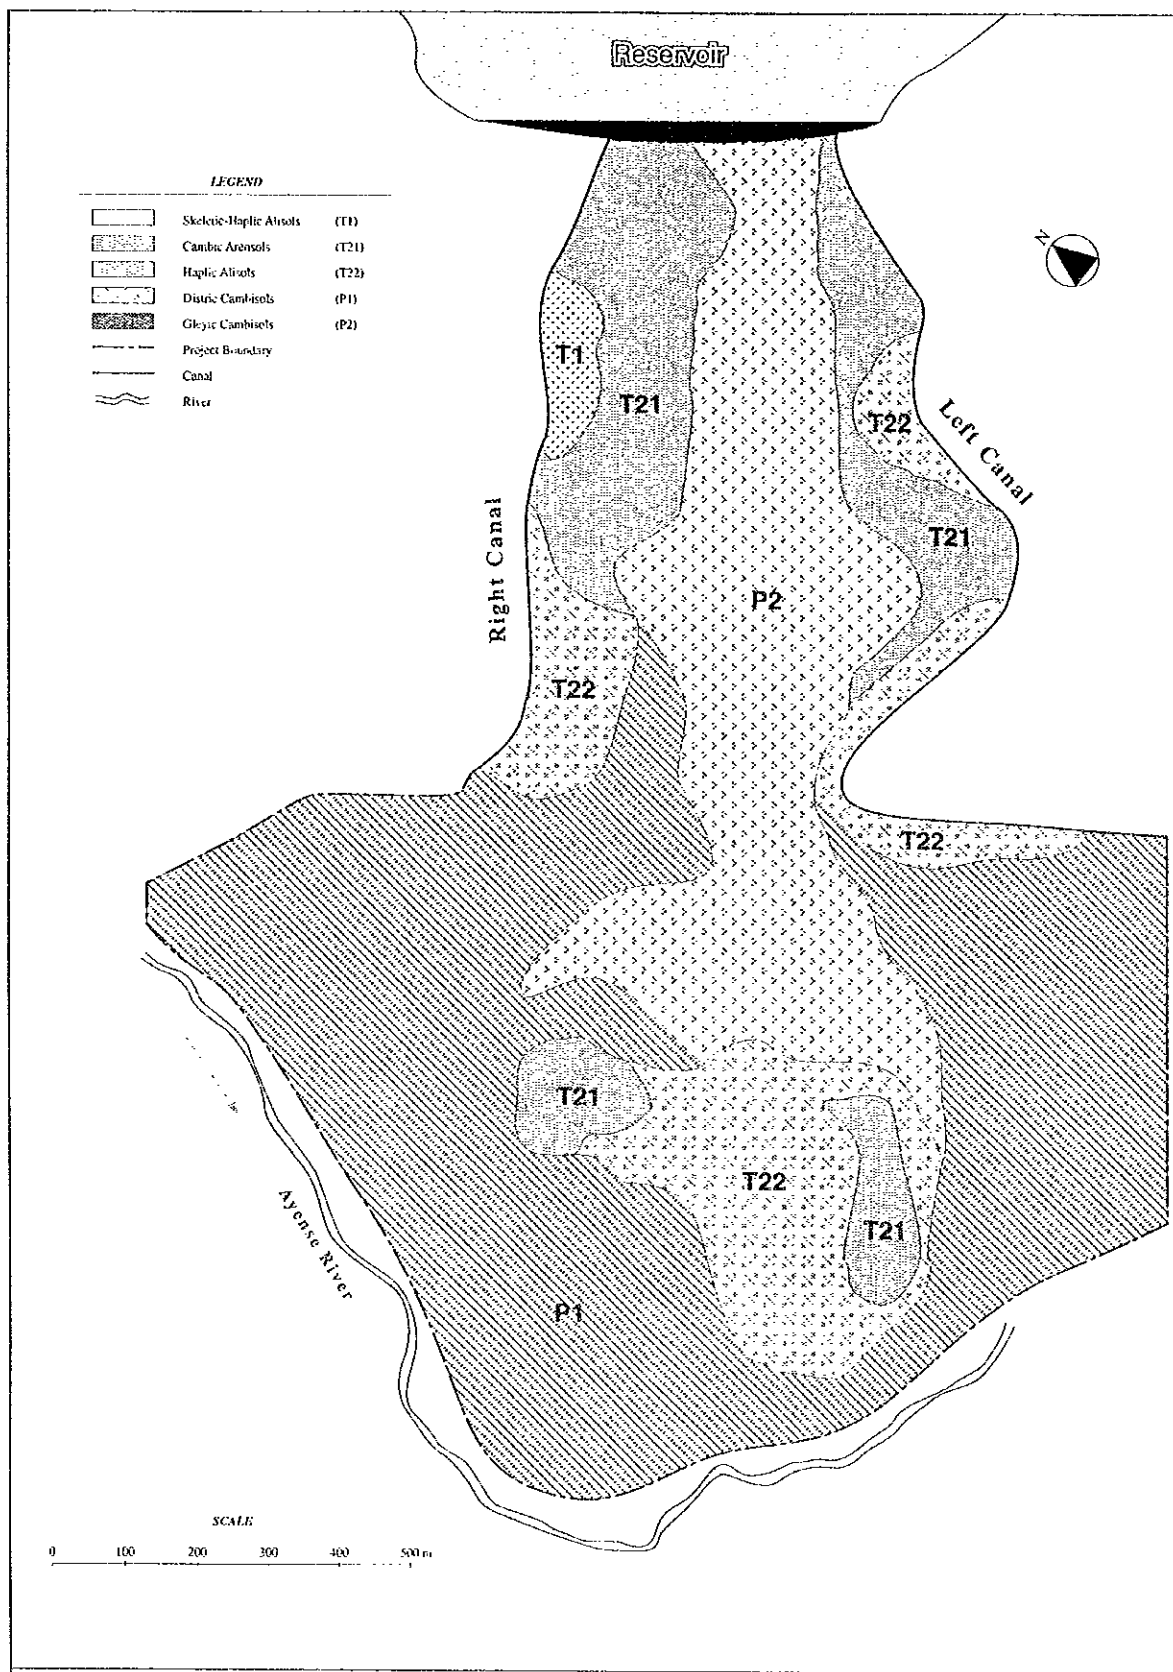 Reservoir
LEGEND
Skeletic-Haplic Alisols (T1)
Cambic Arensols (T21)
Haplic Alisols (T22)
Distric Cambisols (P1)
Gleyic Cambisols (P2)
Project Boundary
Canal
River
N
T1
T21
T22
Left Canal
T21
Right Canal
P2
T22
T22
T21
T22
T21
Ayense River
P1
SCALE
0 100 200 300 400 500 m